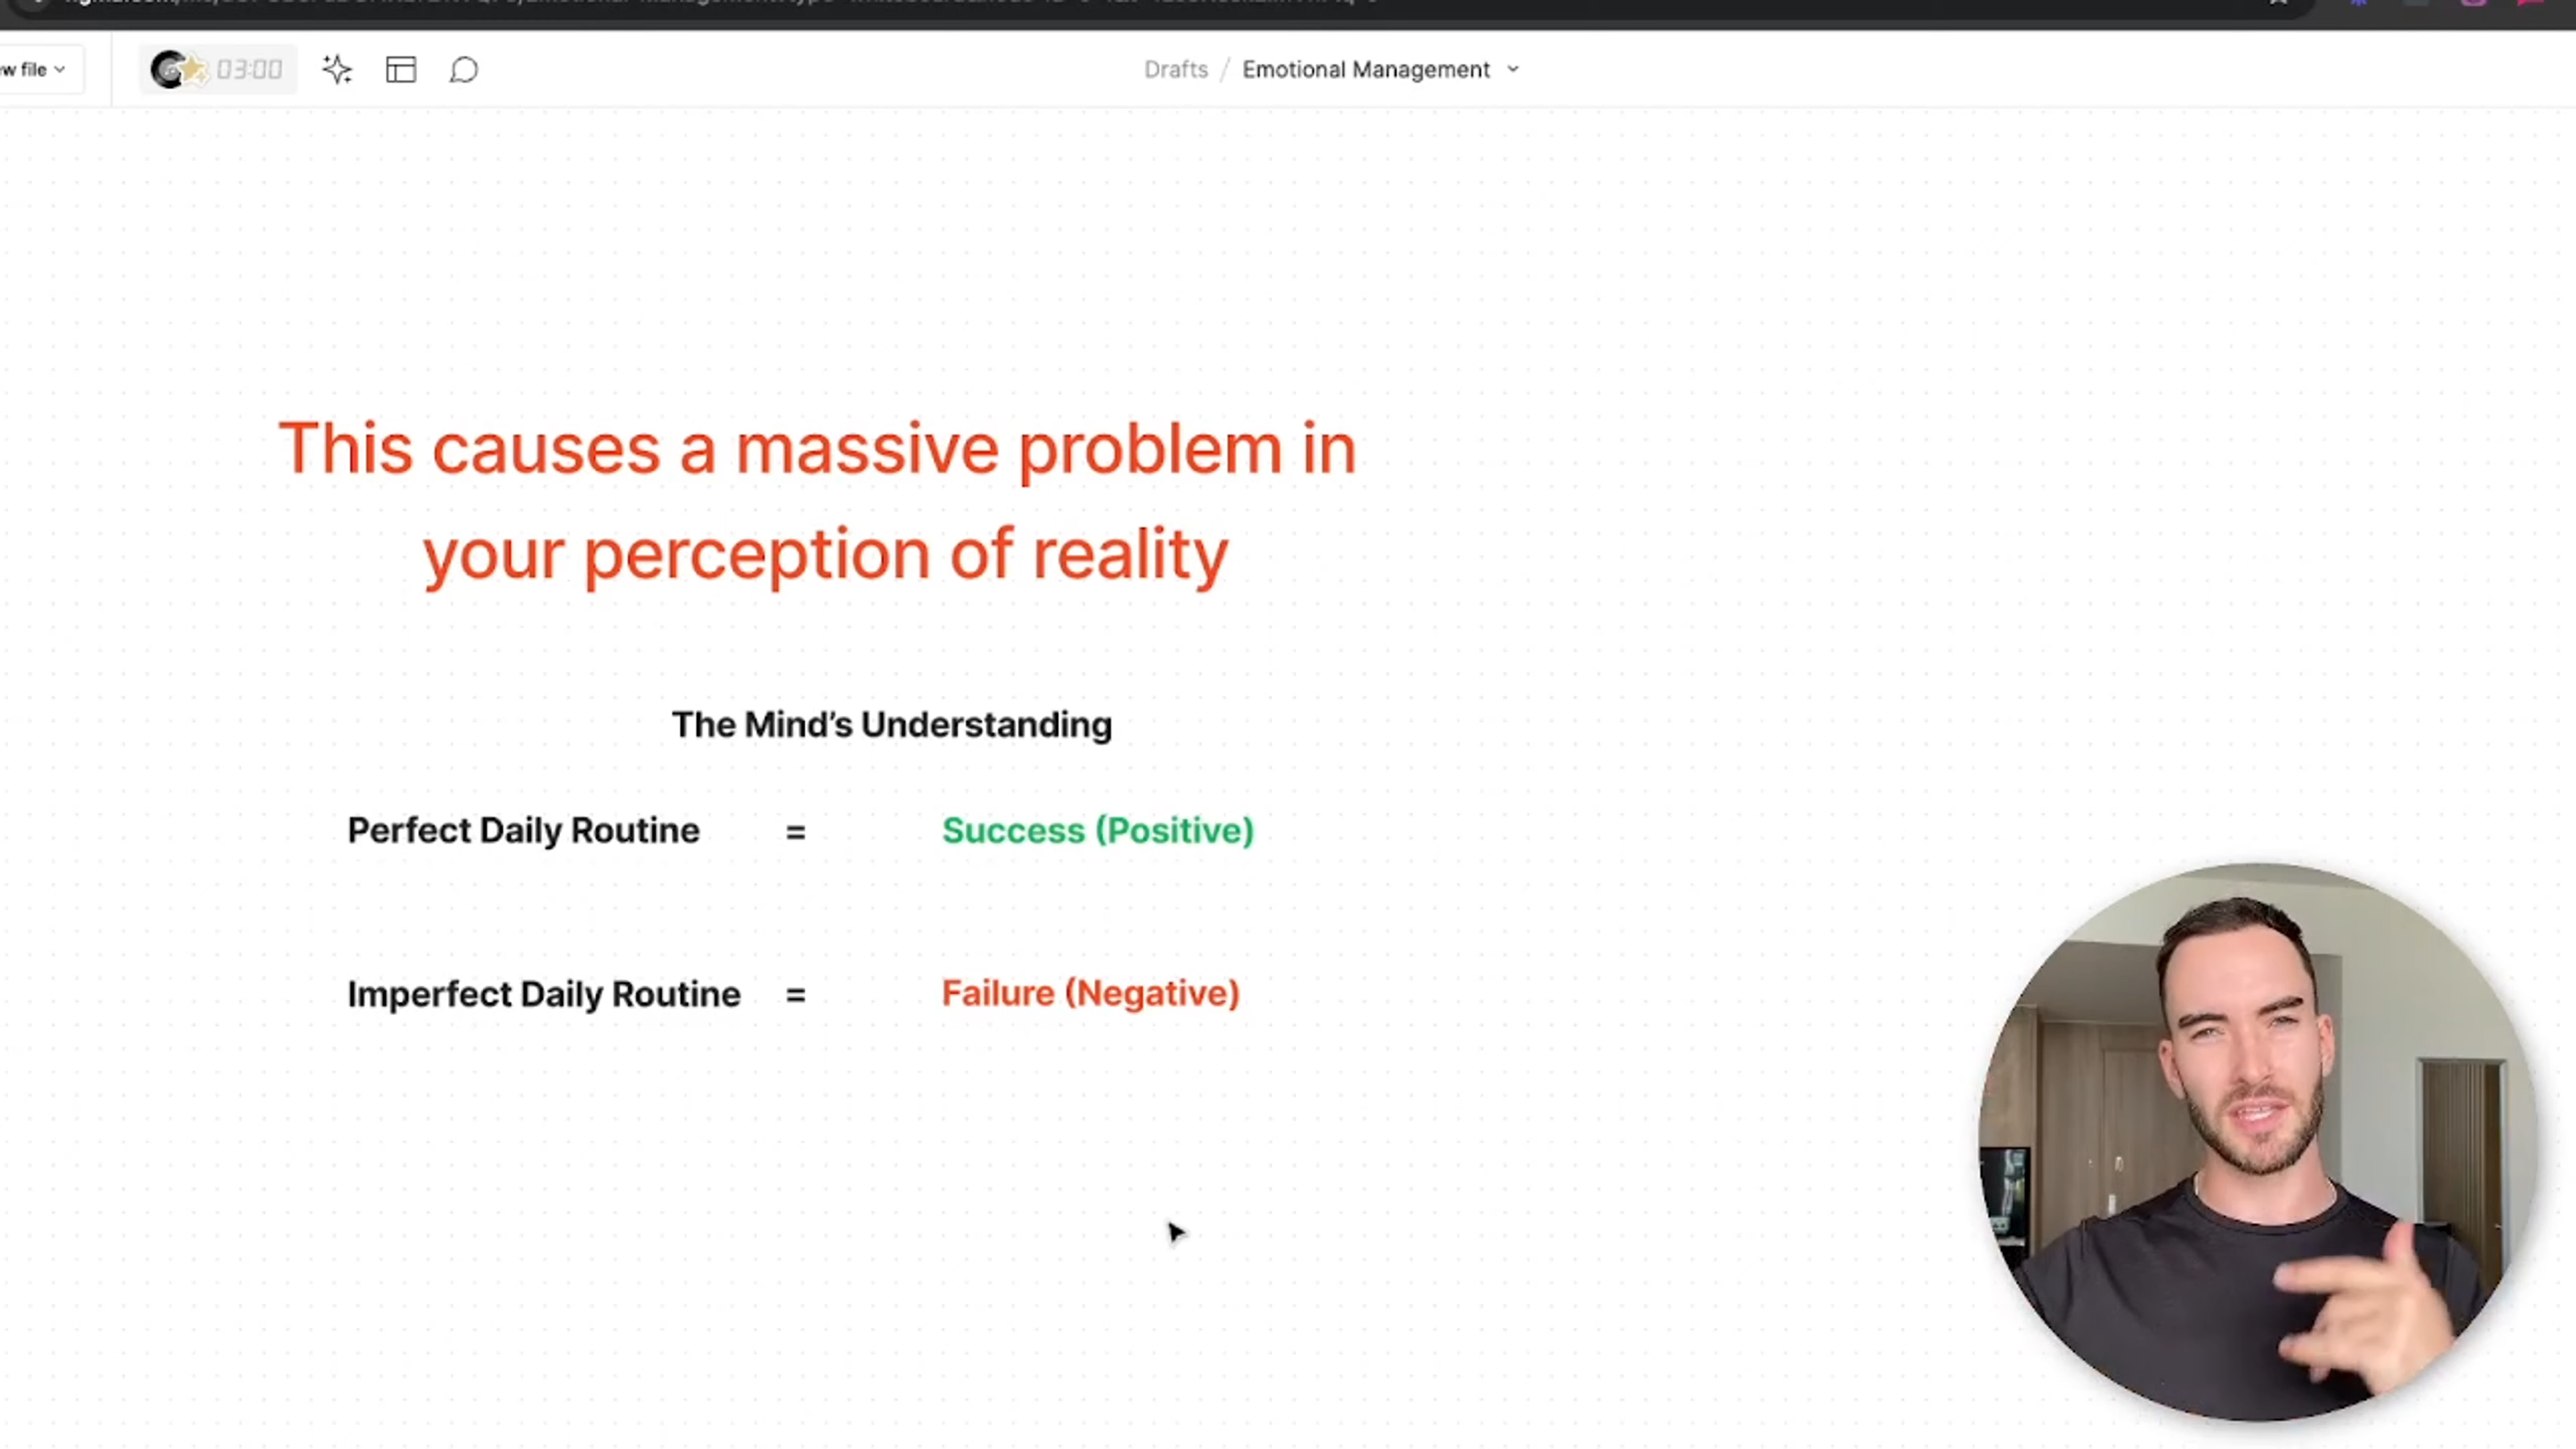 w file
03:00
Drafts / Emotional Management
This causes a massive problem in
your perception of reality
The Mind's Understanding
Perfect Daily Routine = Success (Positive)
Imperfect Daily Routine = Failure (Negative)